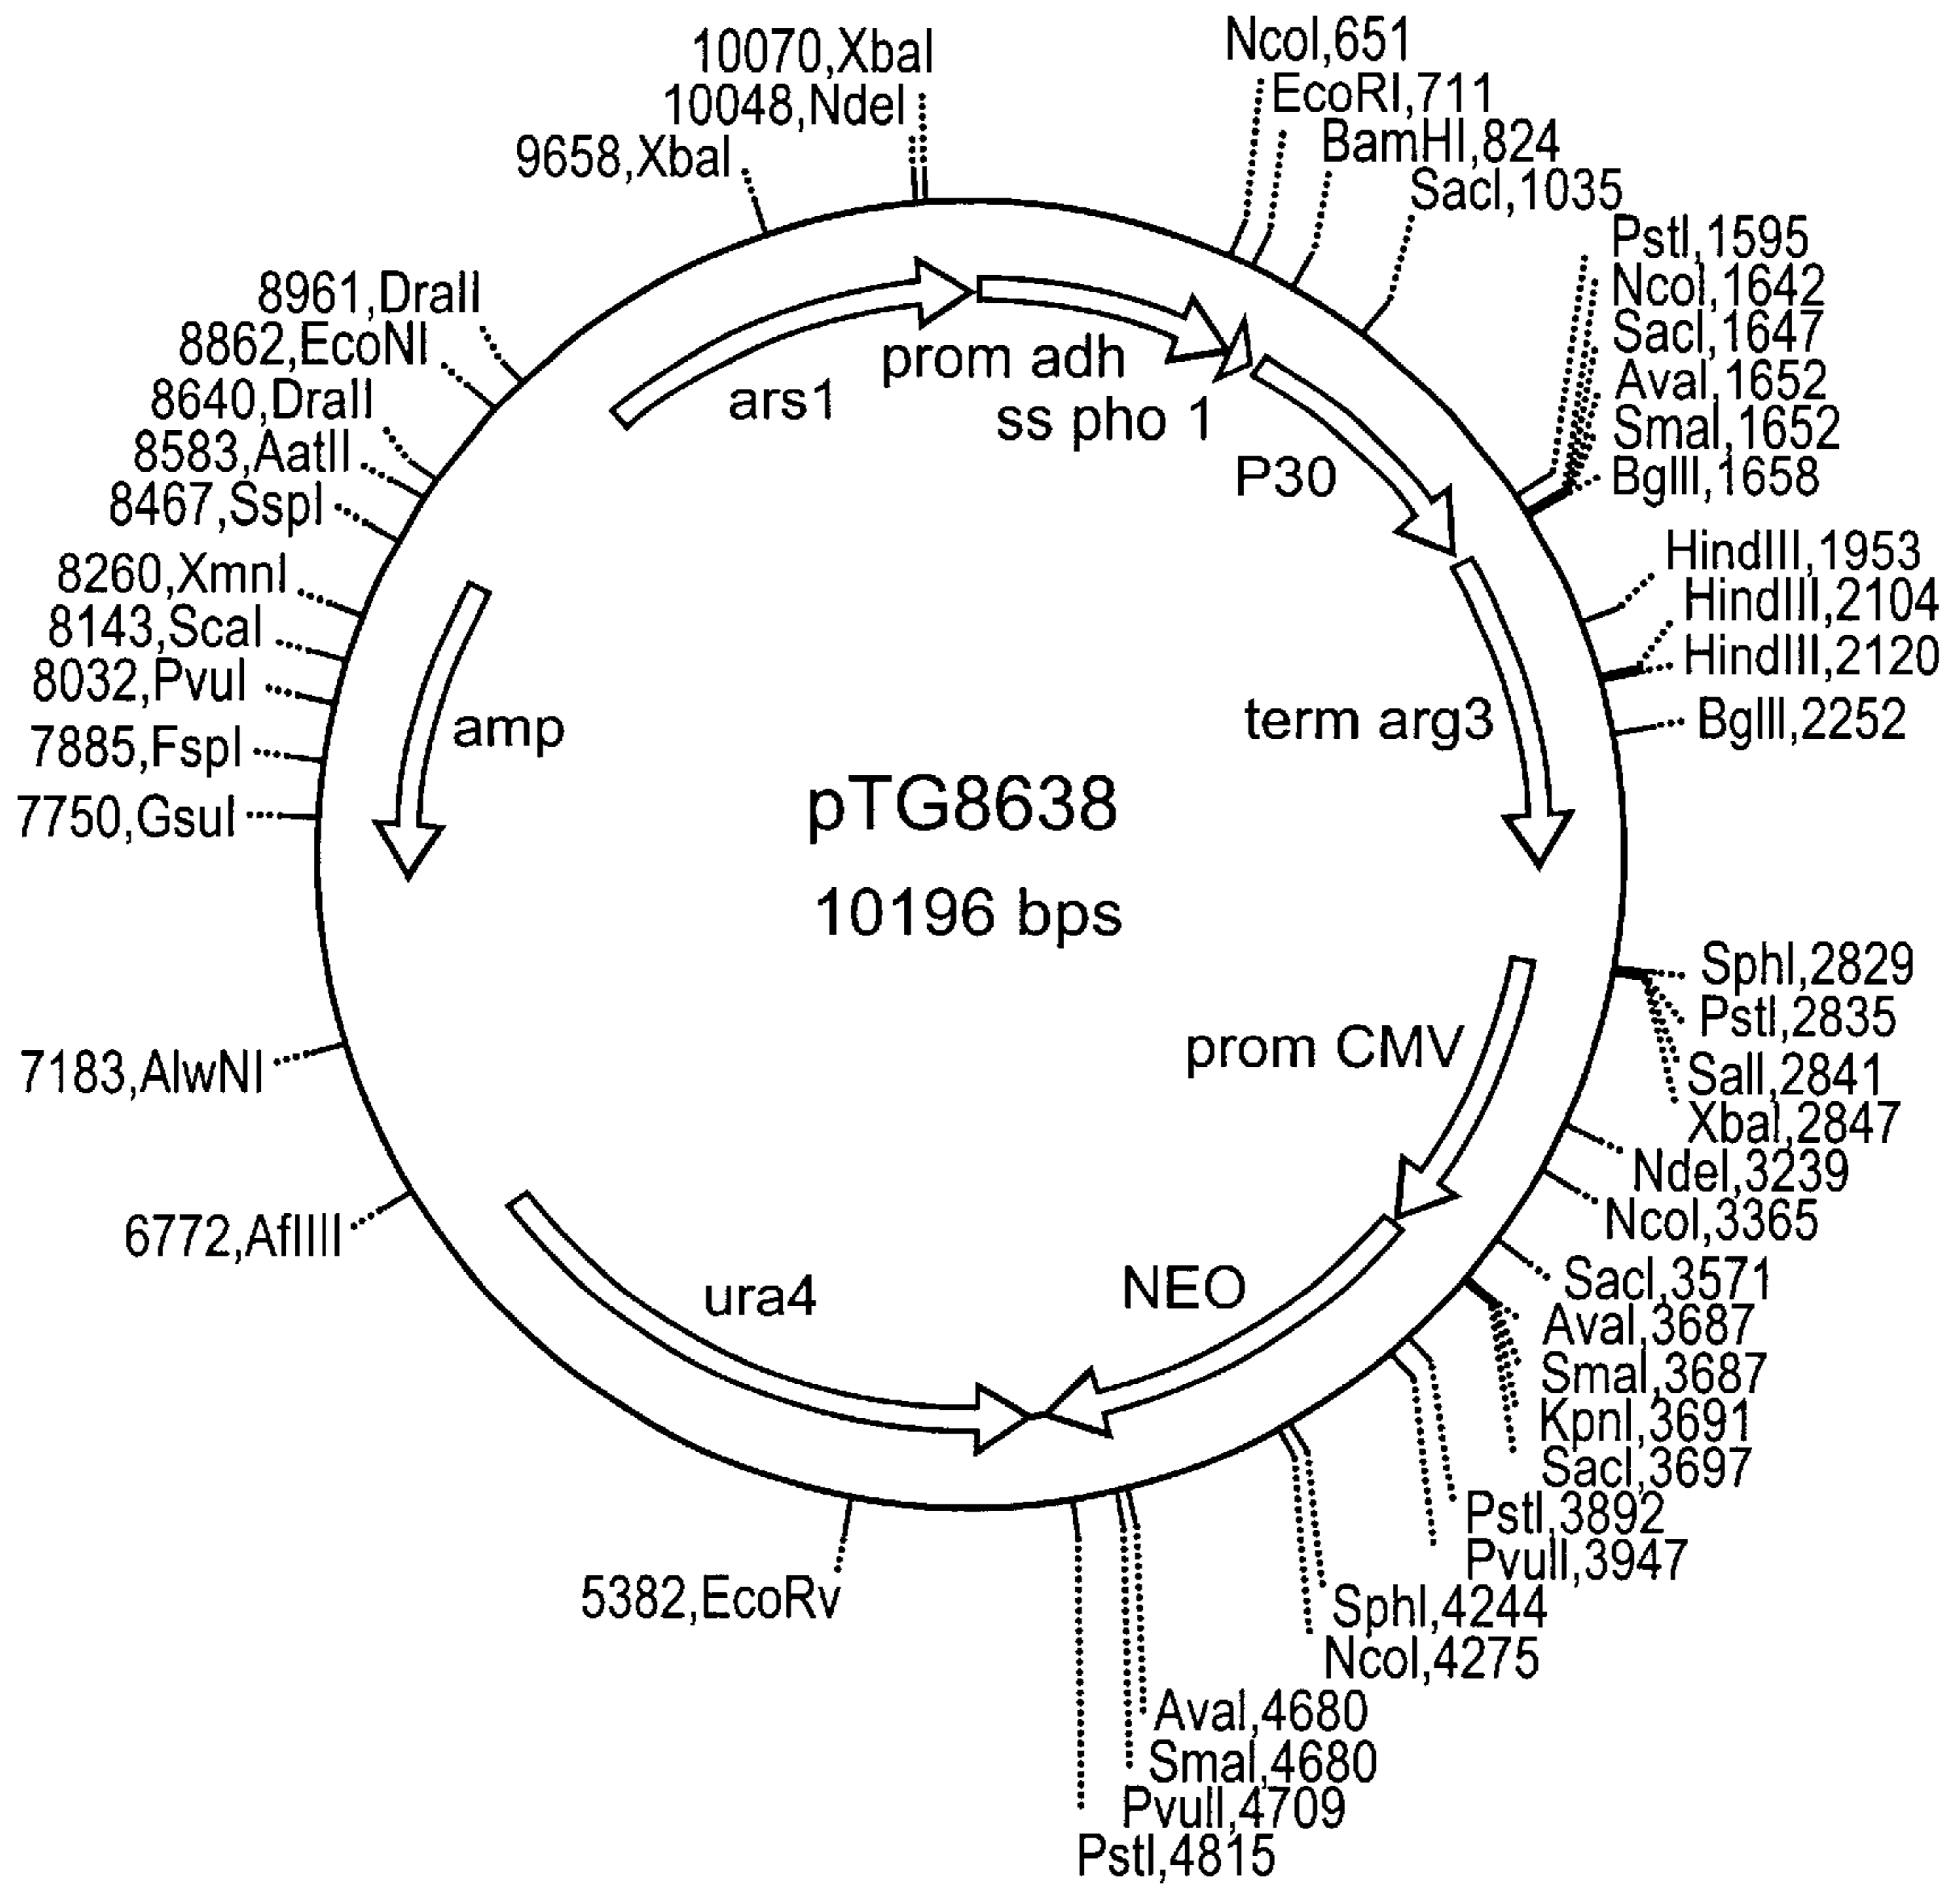 10070,XbaI
10048,NdeI
9658,XbaI
8961,DraII
8862,EcoNI
8640,DraII
8583,AatII
8467,SspI
8260,XmnI
8143,ScaI
8032,PvuI
7885,FspI
7750,GsuI
7183,AlwNI
6772,AflIII
5382,EcoRv
NcoI,651
EcoRI,711
BamHI,824
SacI,1035
PstI,1595
NcoI,1642
SacI,1647
AvaI,1652
SmaI,1652
BglII,1658
HindIII,1953
HindIII,2104
HindIII,2120
BglII,2252
SphI,2829
PstI,2835
SalI,2841
XbaI,2847
NdeI,3239
NcoI,3365
SacI,3571
AvaI,3687
SmaI,3687
KpnI,3691
SacI,3697
PstI,3892
PvuII,3947
SphI,4244
NcoI,4275
AvaI,4680
SmaI,4680
PvuII,4709
PstI,4815
ars1
prom adh
ss pho 1
P30
term arg3
amp
pTG8638
10196 bps
prom CMV
NEO
ura4